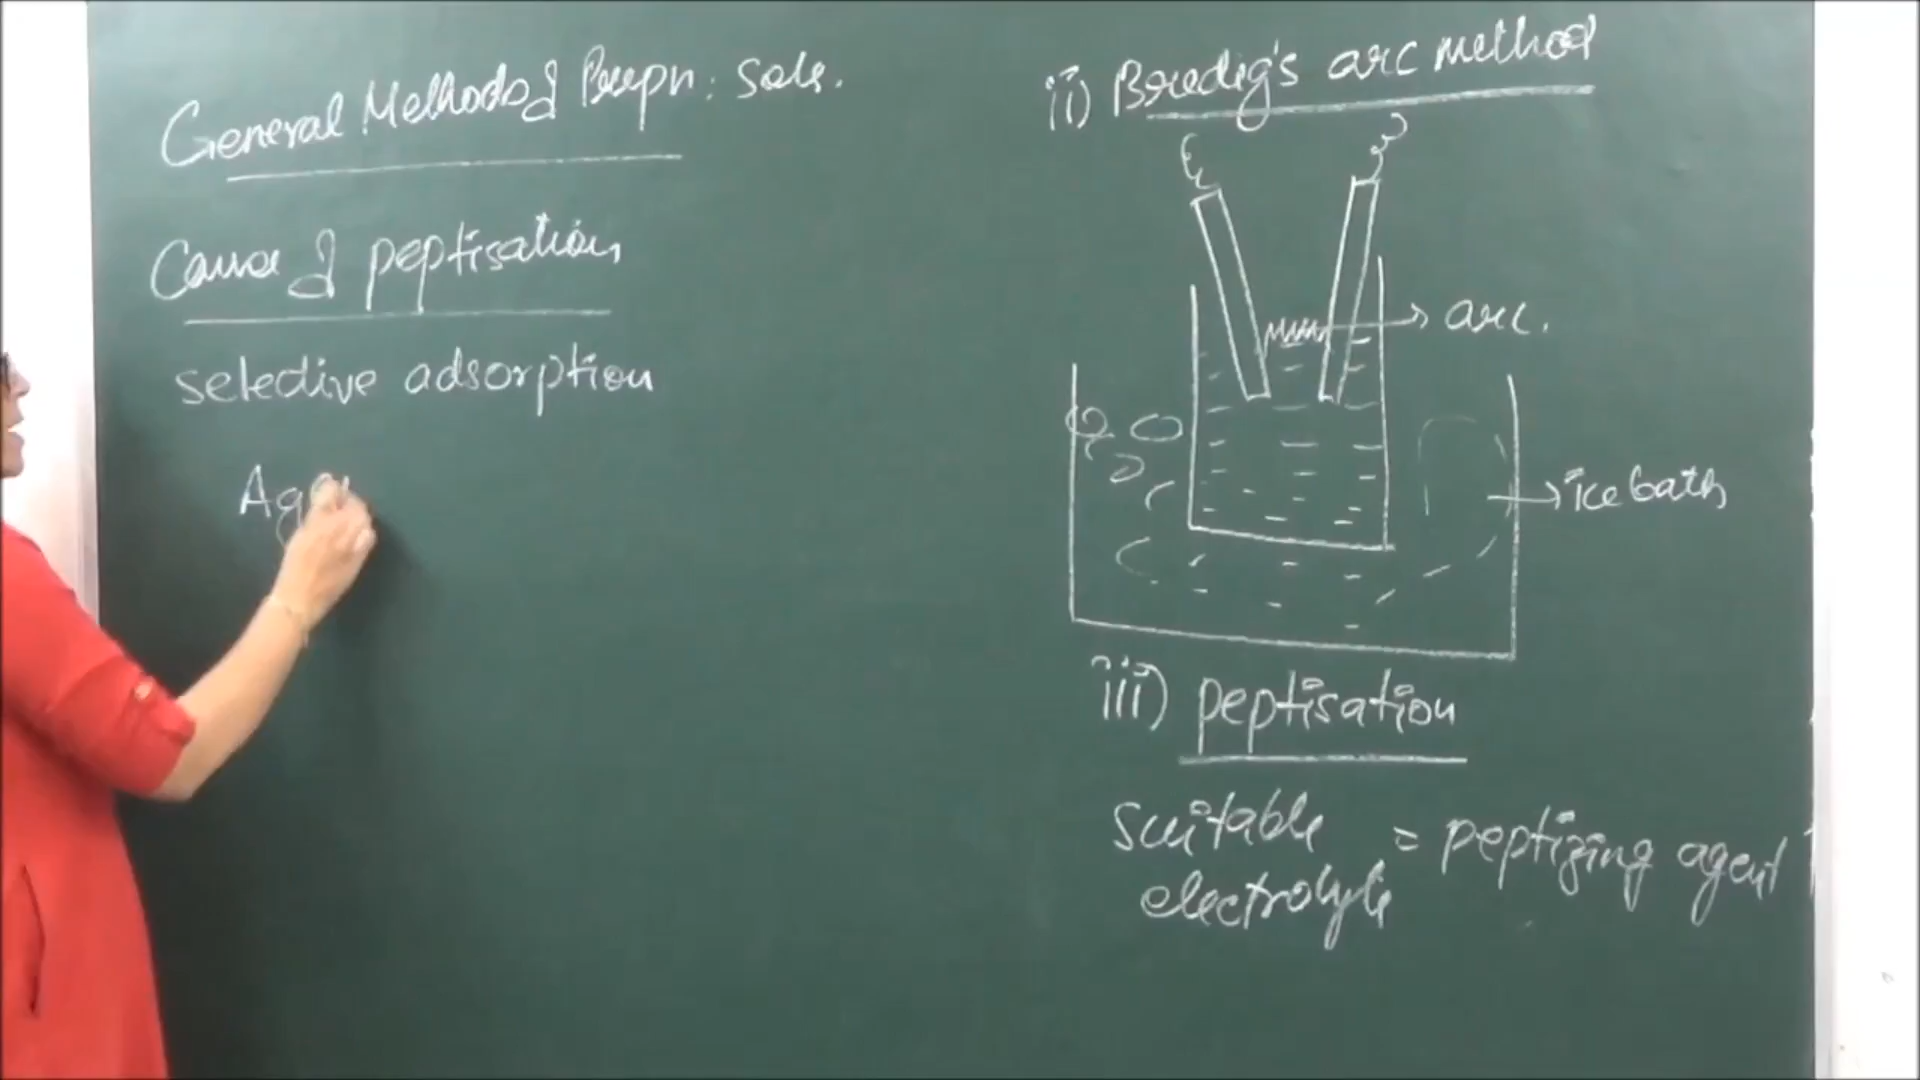 General Methods of Prepn: Sols.
Cause of peptisation
selective adsorption
Ag
ii) Bredig's arc method
arc.
ice bath
iii) peptisation
suitable = peptizing agent
electrolyte